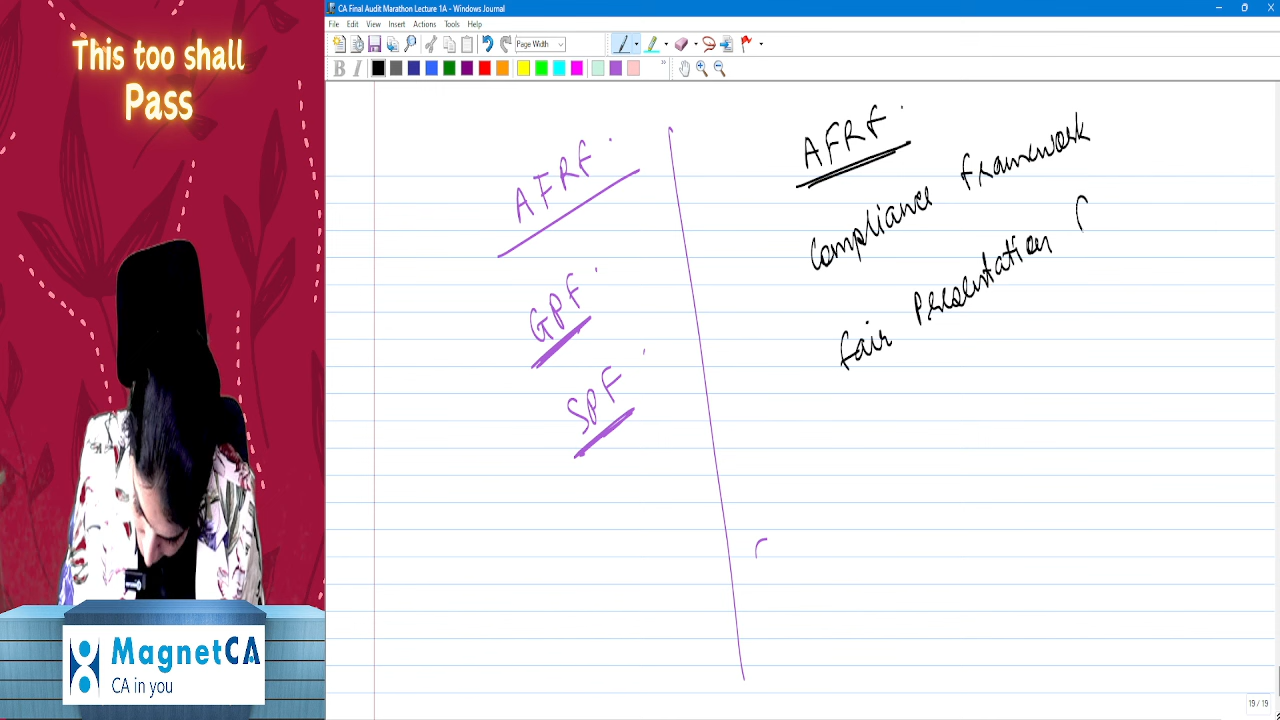 This too shall
Pass
MagnetCA
CA in you
CA Final Audit Marathon Lecture 1A - Windows Journal
File Edit View Insert Actions Tools Help
Page Width
B I
AFRF
GPF
SPF
AFRF
Compliance framework
fair Presentation
19 / 19